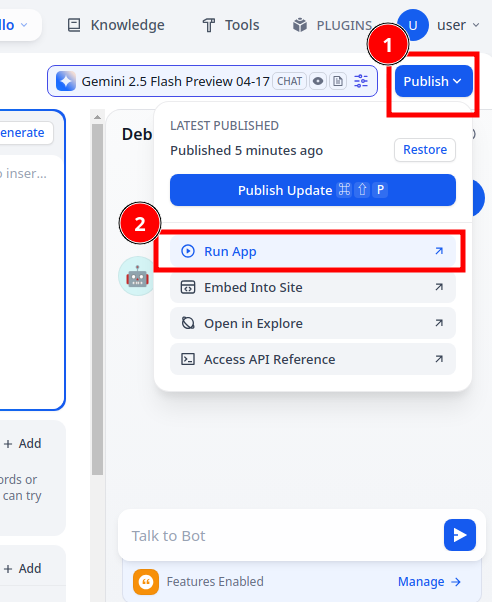 llo
Knowledge
Tools
PLUGINS
U
user
1
Gemini 2.5 Flash Preview 04-17
CHAT
Publish
enerate
Deb
LATEST PUBLISHED
Published 5 minutes ago
Restore
Publish Update ⌘ ⇧ P
o inser...
2
Run App
Embed Into Site
Open in Explore
Access API Reference
+ Add
ords or
can try
Talk to Bot
+ Add
Features Enabled
Manage →